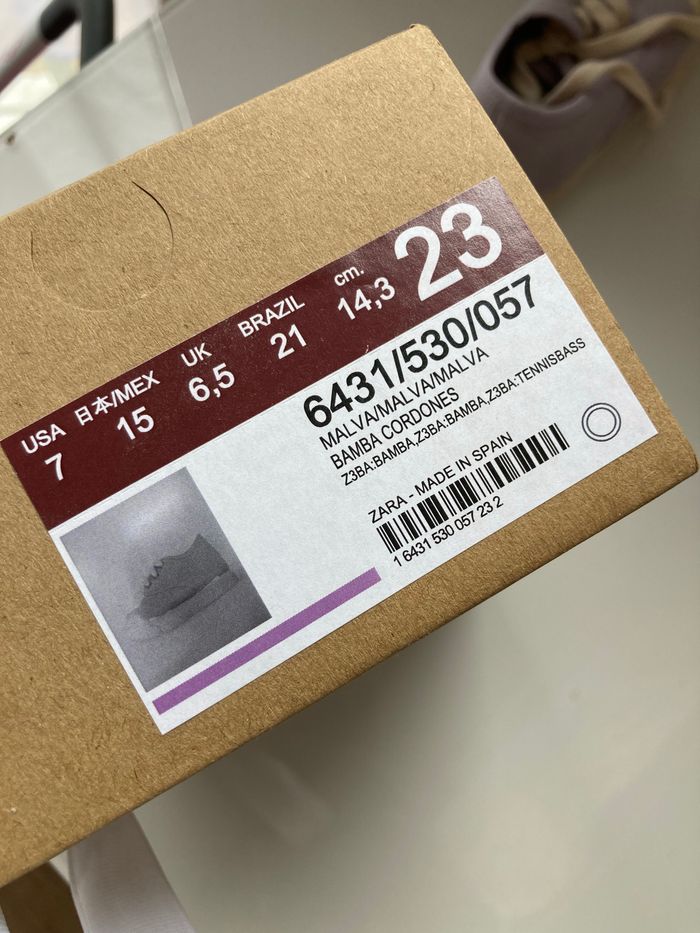 USA 日本/MEX UK BRAZIL cm. 23
7 15 6,5 21 14,3
6431/530/057
MALVA/MALVA/MALVA
BAMBA CORDONES
Z3BA:BAMBA,Z3BA:BAMBA,Z3BA:TENNISBASS
ZARA - MADE IN SPAIN
1 6431 530 057 23 2